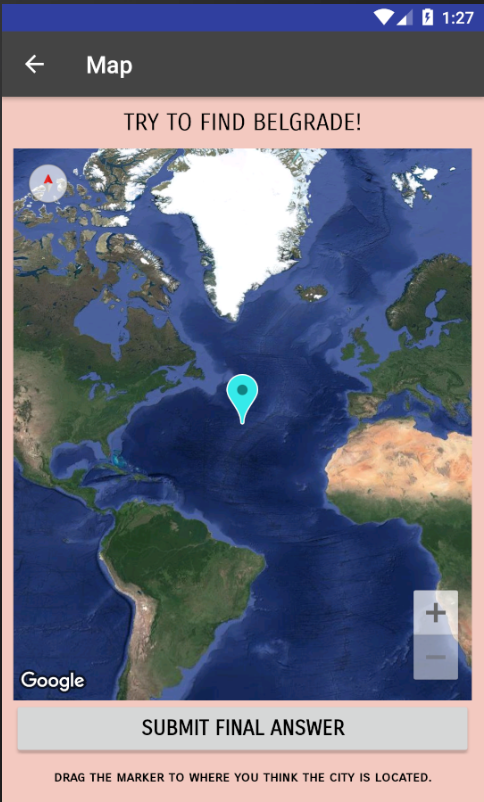 1:27
Map
TRY TO FIND BELGRADE!
Google
SUBMIT FINAL ANSWER
DRAG THE MARKER TO WHERE YOU THINK THE CITY IS LOCATED.